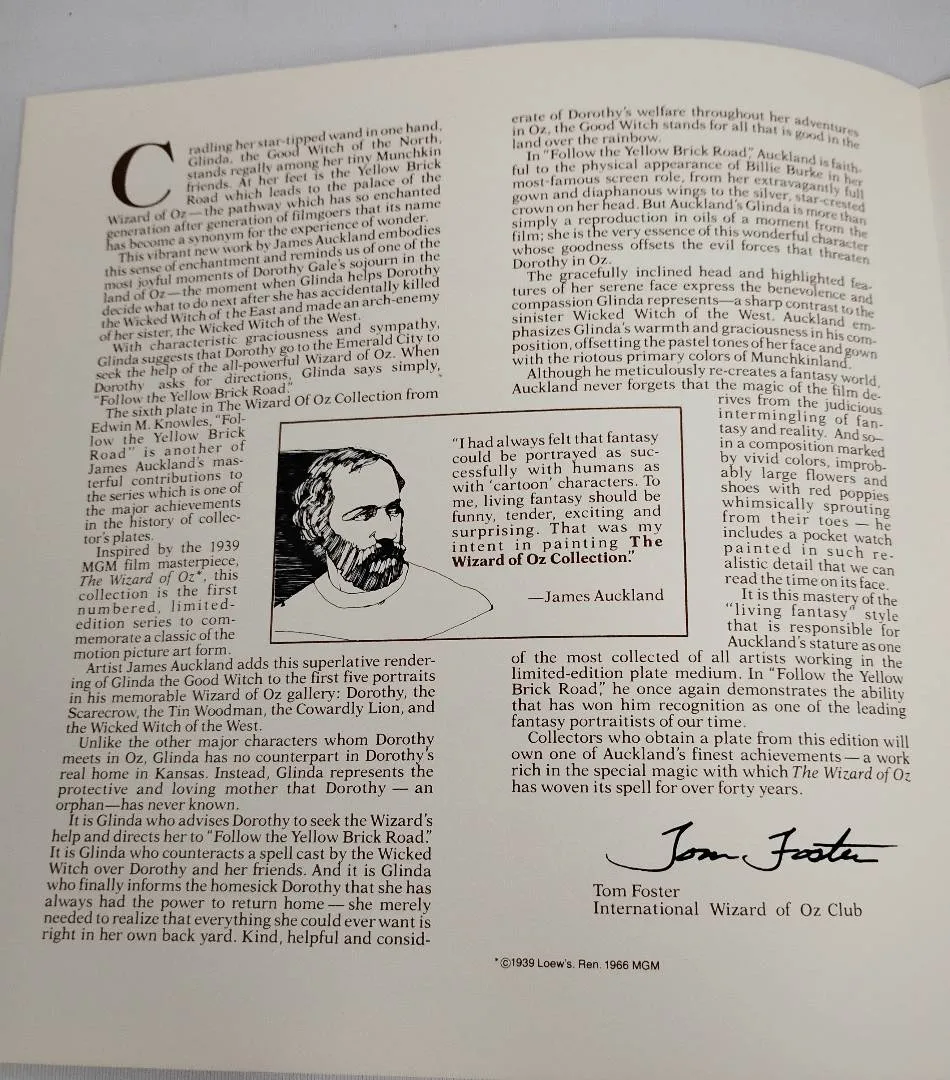 Cradling her star-tipped wand in one hand,
Glinda, the Good Witch of the North,
stands regally among her tiny Munchkin
friends. At her feet is the Yellow Brick
Road which leads to the palace of the
Wizard of Oz — the pathway which has so enchanted
generation after generation of filmgoers that its name
has become a synonym for the experience of wonder.
This vibrant new work by James Auckland embodies
this sense of enchantment and reminds us of one of the
most joyful moments of Dorothy Gale's sojourn in the
land of Oz — the moment when Glinda helps Dorothy
decide what to do next after she has accidentally killed
the Wicked Witch of the East and made an arch-enemy
of her sister, the Wicked Witch of the West.
With characteristic graciousness and sympathy,
Glinda suggests that Dorothy go to the Emerald City to
seek the help of the all-powerful Wizard of Oz. When
Dorothy asks for directions, Glinda says simply,
"Follow the Yellow Brick Road."
The sixth plate in The Wizard Of Oz Collection from
Edwin M. Knowles, "Fol-
low the Yellow Brick
Road" is another of
James Auckland's mas-
terful contributions to
the series which is one of
the major achievements
in the history of collec-
tor's plates.
Inspired by the 1939
MGM film masterpiece,
The Wizard of Oz*, this
collection is the first
numbered, limited-
edition series to com-
memorate a classic of the
motion picture art form.
Artist James Auckland adds this superlative render-
ing of Glinda the Good Witch to the first five portraits
in his memorable Wizard of Oz gallery: Dorothy, the
Scarecrow, the Tin Woodman, the Cowardly Lion, and
the Wicked Witch of the West.
Unlike the other major characters whom Dorothy
meets in Oz, Glinda has no counterpart in Dorothy's
real home in Kansas. Instead, Glinda represents the
protective and loving mother that Dorothy — an
orphan—has never known.
It is Glinda who advises Dorothy to seek the Wizard's
help and directs her to "Follow the Yellow Brick Road."
It is Glinda who counteracts a spell cast by the Wicked
Witch over Dorothy and her friends. And it is Glinda
who finally informs the homesick Dorothy that she has
always had the power to return home — she merely
needed to realize that everything she could ever want is
right in her own back yard. Kind, helpful and consid-
erate of Dorothy's welfare throughout her adventures
in Oz, the Good Witch stands for all that is good in the
land over the rainbow.
In "Follow the Yellow Brick Road," Auckland is faith-
ful to the physical appearance of Billie Burke in her
most-famous screen role, from her extravagantly full
gown and diaphanous wings to the silver, star-crested
crown on her head. But Auckland's Glinda is more than
simply a reproduction in oils of a moment from the
film; she is the very essence of this wonderful character
whose goodness offsets the evil forces that threaten
Dorothy in Oz.
The gracefully inclined head and highlighted fea-
tures of her serene face express the benevolence and
compassion Glinda represents—a sharp contrast to the
sinister Wicked Witch of the West. Auckland em-
phasizes Glinda's warmth and graciousness in his com-
position, offsetting the pastel tones of her face and gown
with the riotous primary colors of Munchkinland.
Although he meticulously re-creates a fantasy world,
Auckland never forgets that the magic of the film de-
rives from the judicious
intermingling of fan-
tasy and reality. And so—
in a composition marked
by vivid colors, improb-
ably large flowers and
shoes with red poppies
whimsically sprouting
from their toes — he
includes a pocket watch
painted in such re-
alistic detail that we can
read the time on its face.
It is this mastery of the
"living fantasy" style
that is responsible for
Auckland's stature as one
of the most collected of all artists working in the
limited-edition plate medium. In "Follow the Yellow
Brick Road," he once again demonstrates the ability
that has won him recognition as one of the leading
fantasy portraitists of our time.
Collectors who obtain a plate from this edition will
own one of Auckland's finest achievements — a work
rich in the special magic with which The Wizard of Oz
has woven its spell for over forty years.
"I had always felt that fantasy
could be portrayed as suc-
cessfully with humans as
with 'cartoon' characters. To
me, living fantasy should be
funny, tender, exciting and
surprising. That was my
intent in painting The
Wizard of Oz Collection."
—James Auckland
Tom Foster
Tom Foster
International Wizard of Oz Club
*©1939 Loew's. Ren. 1966 MGM